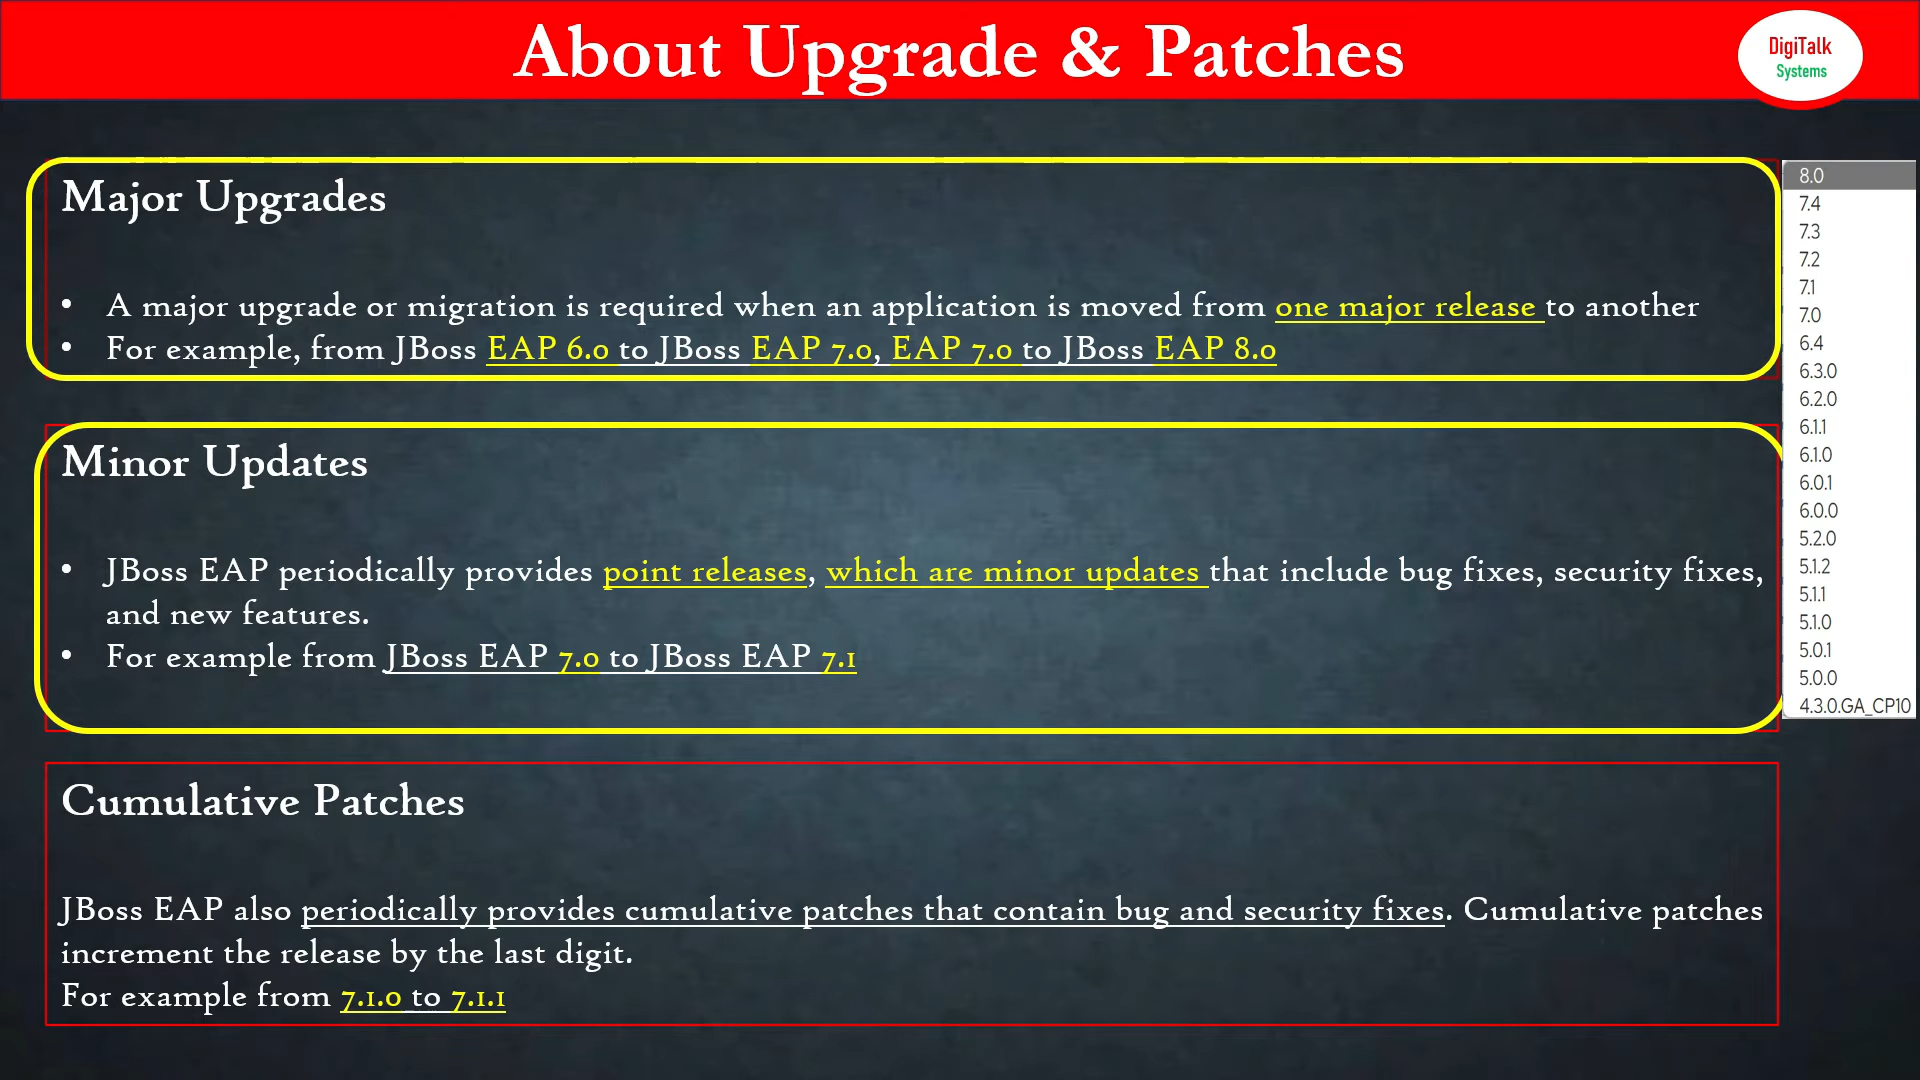 About Upgrade & Patches
DigiTalk
Systems
Major Upgrades
• A major upgrade or migration is required when an application is moved from one major release to another
• For example, from JBoss EAP 6.0 to JBoss EAP 7.0, EAP 7.0 to JBoss EAP 8.0
Minor Updates
• JBoss EAP periodically provides point releases, which are minor updates that include bug fixes, security fixes,
and new features.
• For example from JBoss EAP 7.0 to JBoss EAP 7.1
Cumulative Patches
JBoss EAP also periodically provides cumulative patches that contain bug and security fixes. Cumulative patches
increment the release by the last digit.
For example from 7.1.0 to 7.1.1
8.0
7.4
7.3
7.2
7.1
7.0
6.4
6.3.0
6.2.0
6.1.1
6.1.0
6.0.1
6.0.0
5.2.0
5.1.2
5.1.1
5.1.0
5.0.1
5.0.0
4.3.0.GA_CP10